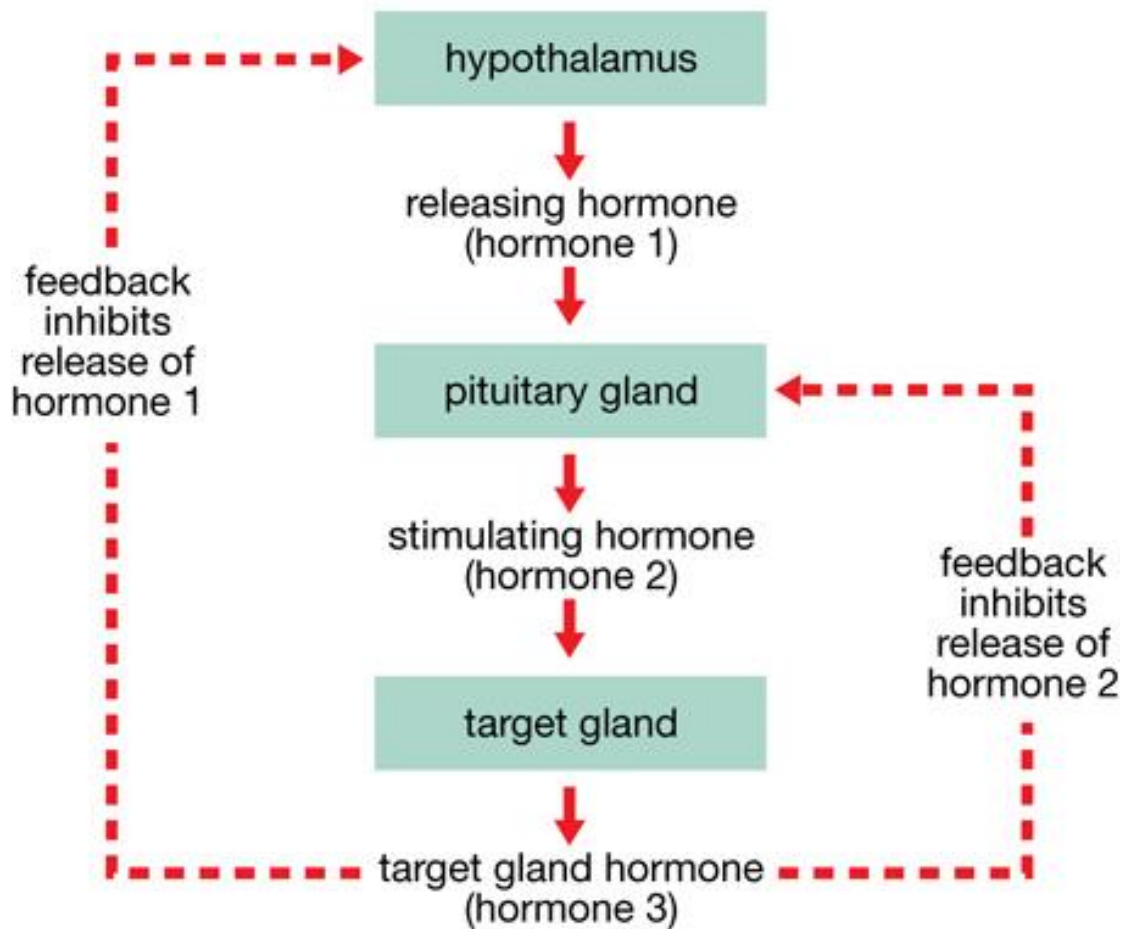 hypothalamus
releasing hormone
(hormone 1)
feedback
inhibits
release of
hormone 1
pituitary gland
stimulating hormone
(hormone 2)
feedback
inhibits
release of
hormone 2
target gland
target gland hormone
(hormone 3)